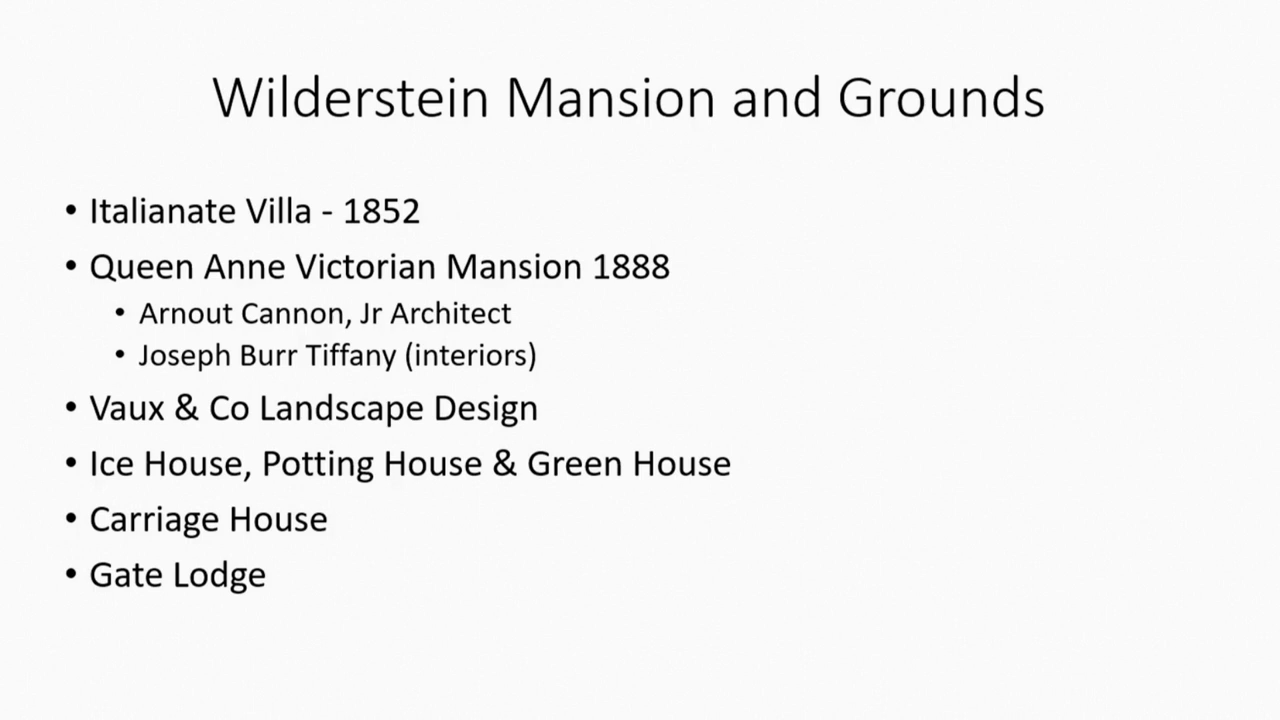 Wilderstein Mansion and Grounds
• Italianate Villa - 1852
• Queen Anne Victorian Mansion 1888
• Arnout Cannon, Jr Architect
• Joseph Burr Tiffany (interiors)
• Vaux & Co Landscape Design
• Ice House, Potting House & Green House
• Carriage House
• Gate Lodge